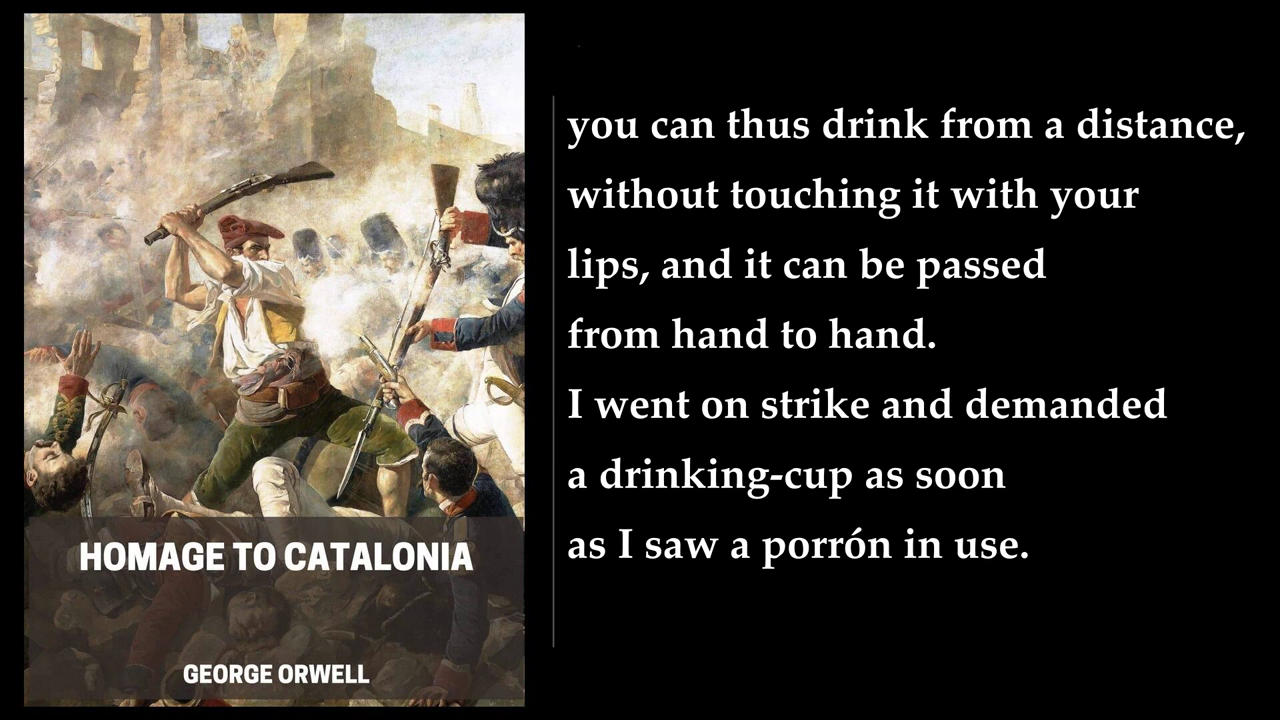 HOMAGE TO CATALONIA
GEORGE ORWELL
you can thus drink from a distance,
without touching it with your
lips, and it can be passed
from hand to hand.
I went on strike and demanded
a drinking-cup as soon
as I saw a porrón in use.